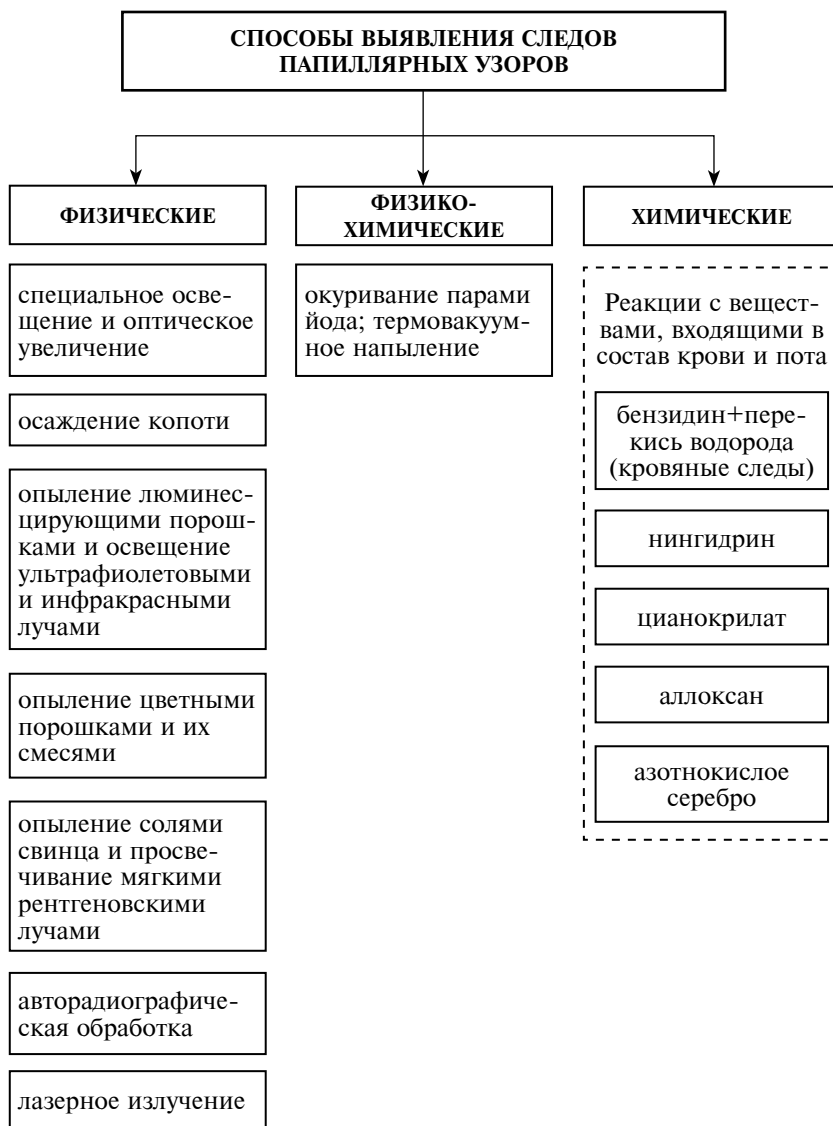 СПОСОБЫ ВЫЯВЛЕНИЯ СЛЕДОВ
ПАПИЛЛЯРНЫХ УЗОРОВ
ФИЗИЧЕСКИЕ
специальное осве-
щение и оптическое
увеличение
осаждение копоти
опыление люминес-
цирующими порош-
ками и освещение
ультрафиолетовыми
и инфракрасными
лучами
опыление цветными
порошками и их
смесями
опыление солями
свинца и просве-
чивание мягкими
рентгеновскими
лучами
авторадиографиче-
ская обработка
лазерное излучение
ФИЗИКО-
ХИМИЧЕСКИЕ
окуривание парами
йода; термовакуум-
ное напыление
ХИМИЧЕСКИЕ
Реакции с вещест-
вами, входящими в
состав крови и пота
бензидин+пере-
кись водорода
(кровяные следы)
нингидрин
цианокрилат
аллоксан
азотнокислое
серебро